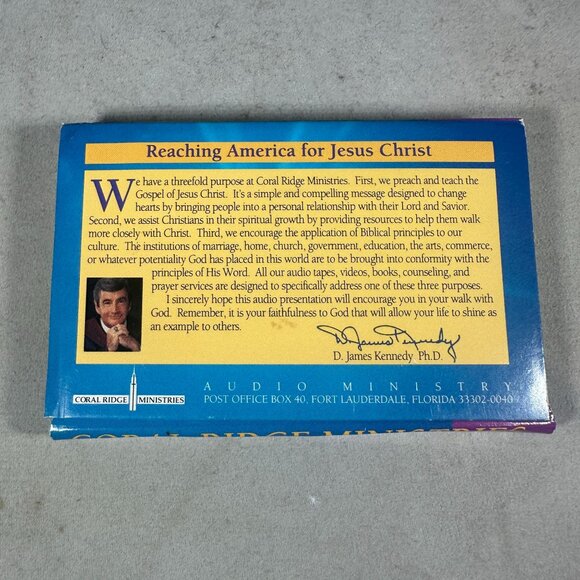 Reaching America for Jesus Christ
We have a threefold purpose at Coral Ridge Ministries. First, we preach and teach the
Gospel of Jesus Christ. It's a simple and compelling message designed to change
hearts by bringing people into a personal relationship with their Lord and Savior.
Second, we assist Christians in their spiritual growth by providing resources to help them walk
more closely with Christ. Third, we encourage the application of Biblical principles to our
culture. The institutions of marriage, home, church, government, education, the arts, commerce,
or whatever potentiality God has placed in this world are to be brought into conformity with the
principles of His Word. All our audio tapes, videos, books, counseling, and
prayer services are designed to specifically address one of these three purposes.
I sincerely hope this audio presentation will encourage you in your walk with
God. Remember, it is your faithfulness to God that will allow your life to shine as
an example to others.
D. James Kennedy
D. James Kennedy Ph.D.
CORAL RIDGE MINISTRIES
AUDIO MINISTRY
POST OFFICE BOX 40, FORT LAUDERDALE, FLORIDA 33302-0040
CORAL RIDGE MINISTRIES